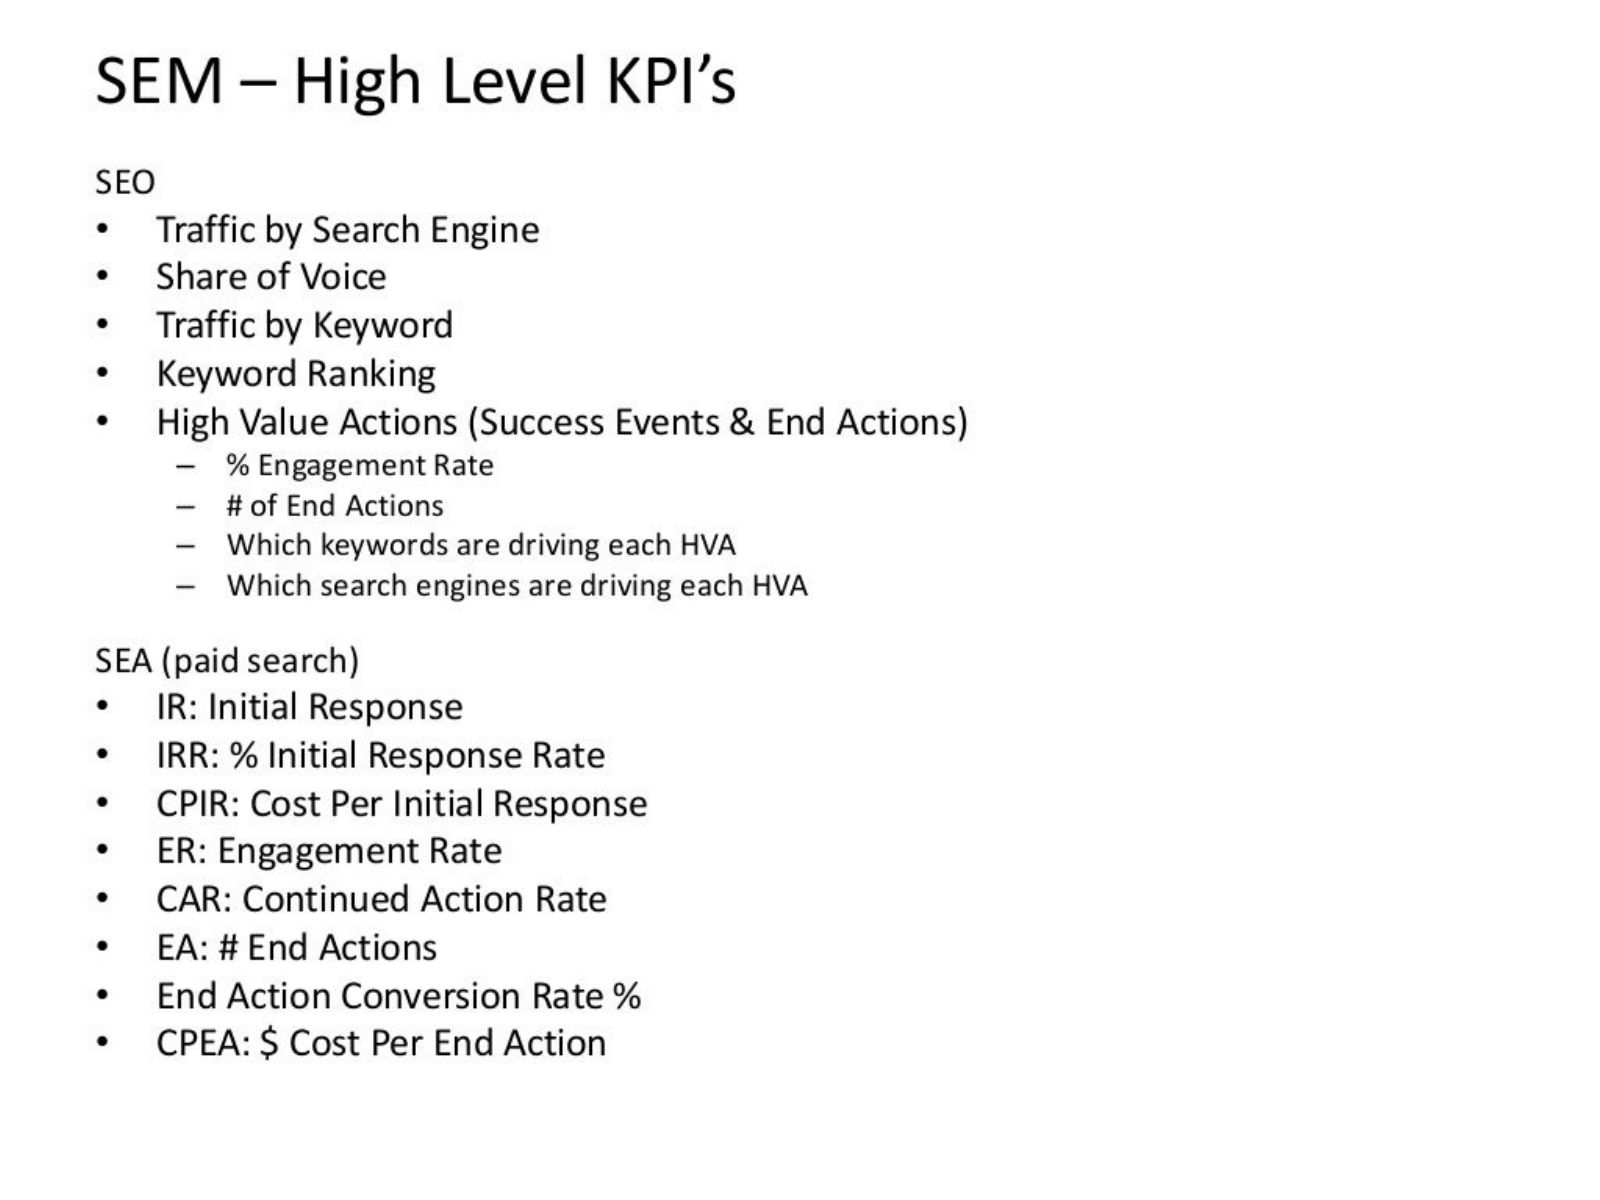 SEM – High Level KPI’s
SEO
• Traffic by Search Engine
• Share of Voice
• Traffic by Keyword
• Keyword Ranking
• High Value Actions (Success Events & End Actions)
– % Engagement Rate
– # of End Actions
– Which keywords are driving each HVA
– Which search engines are driving each HVA
SEA (paid search)
• IR: Initial Response
• IRR: % Initial Response Rate
• CPIR: Cost Per Initial Response
• ER: Engagement Rate
• CAR: Continued Action Rate
• EA: # End Actions
• End Action Conversion Rate %
• CPEA: $ Cost Per End Action